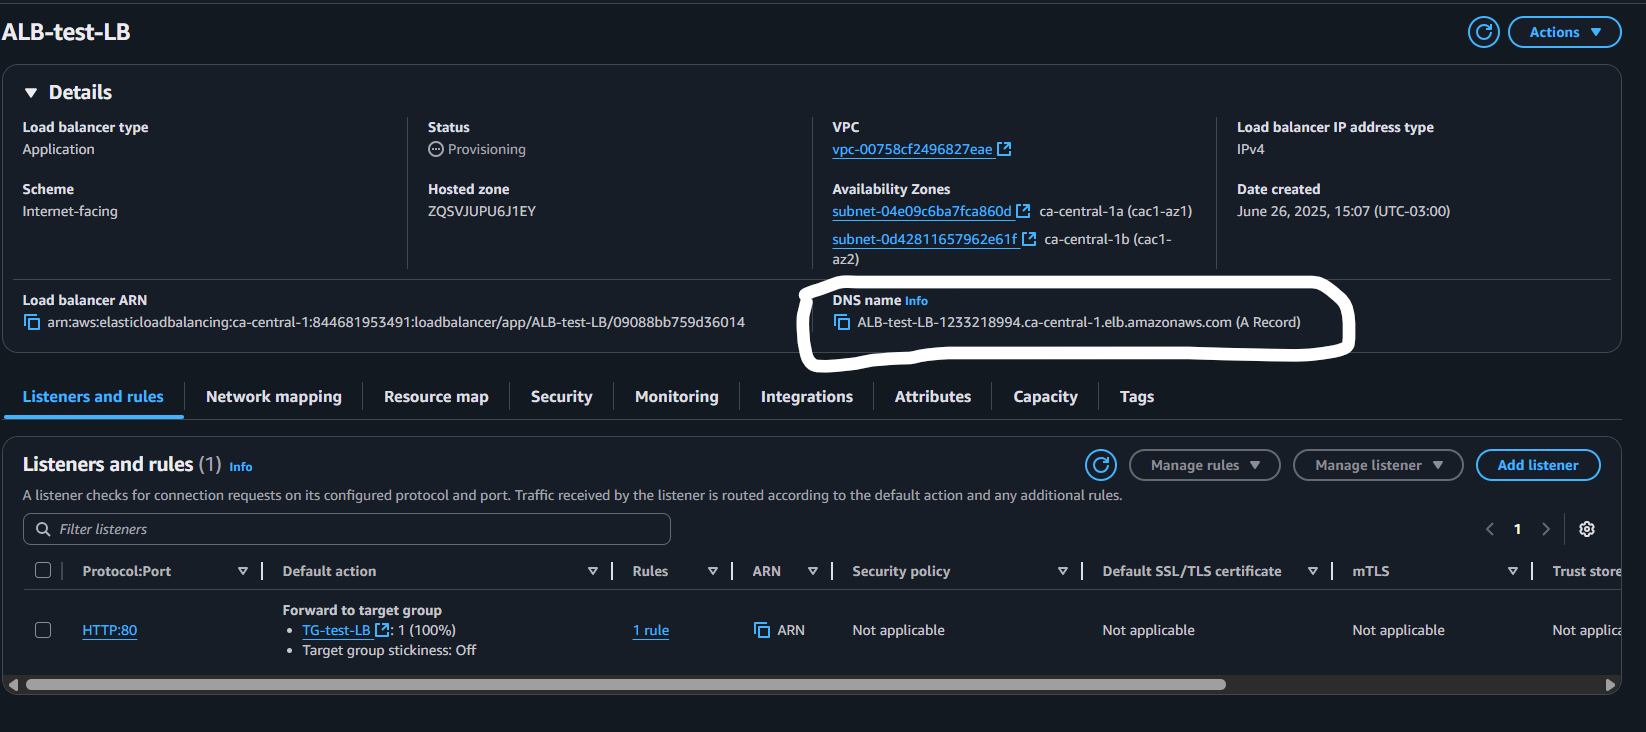 ALB-test-LB
Actions
Details
Load balancer type
Application
Status
Provisioning
VPC
vpc-00758cf2496827eae
Load balancer IP address type
IPv4
Scheme
Internet-facing
Hosted zone
ZQSVJUPU6J1EY
Availability Zones
subnet-04e09c6ba7fca860d ca-central-1a (cac1-az1)
subnet-0d42811657962e61f ca-central-1b (cac1-
az2)
Date created
June 26, 2025, 15:07 (UTC-03:00)
Load balancer ARN
arn:aws:elasticloadbalancing:ca-central-1:844681953491:loadbalancer/app/ALB-test-LB/09088bb759d36014
DNS name Info
ALB-test-LB-1233218994.ca-central-1.elb.amazonaws.com (A Record)
Listeners and rules Network mapping Resource map Security Monitoring Integrations Attributes Capacity Tags
Listeners and rules (1) Info
Manage rules Manage listener Add listener
A listener checks for connection requests on its configured protocol and port. Traffic received by the listener is routed according to the default action and any additional rules.
Filter listeners
1
Protocol:Port Default action Rules ARN Security policy Default SSL/TLS certificate mTLS Trust store
HTTP:80
Forward to target group
• TG-test-LB: 1 (100%)
• Target group stickiness: Off
1 rule
ARN
Not applicable
Not applicable
Not applicable
Not applica